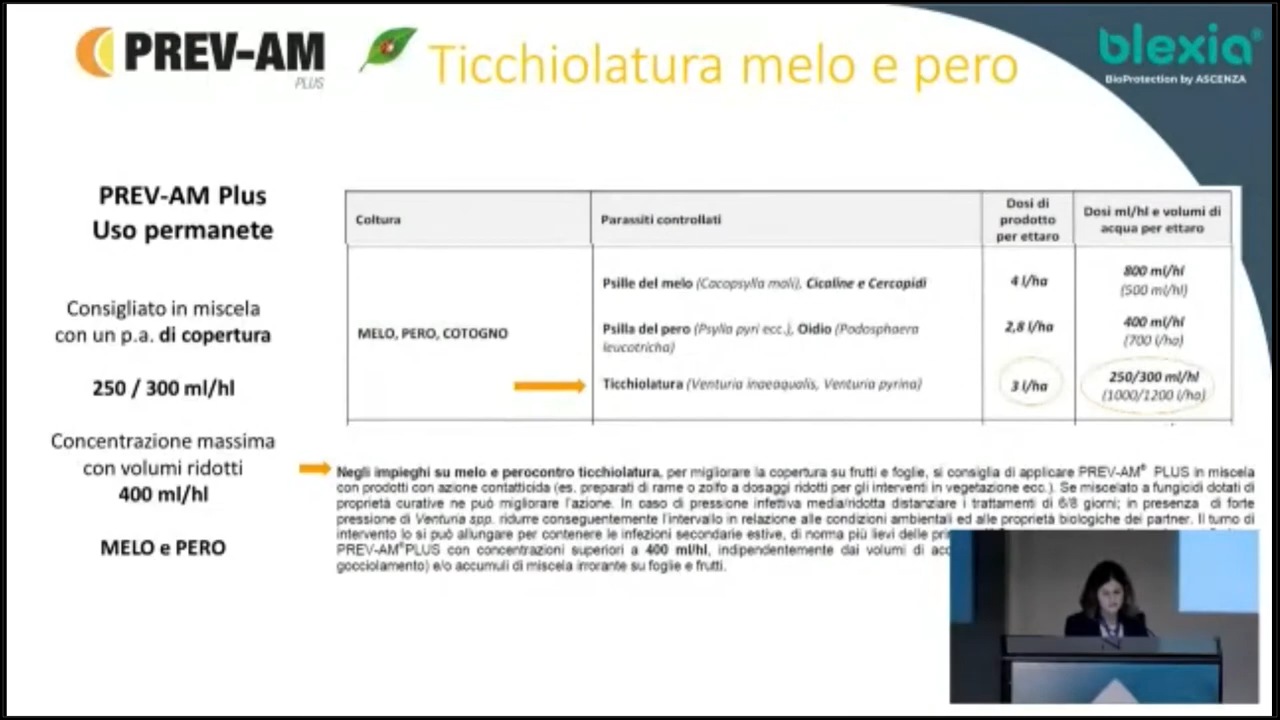 PREV-AM
PLUS
Ticchiolatura melo e pero
blexia®
BioProtection by ASCENZA
PREV-AM Plus
Uso permanete
Consigliato in miscela
con un p.a. di copertura
250 / 300 ml/hl
Concentrazione massima
con volumi ridotti
400 ml/hl
MELO e PERO
Coltura
Parassiti controllati
Dosi di
prodotto
per ettaro
Dosi ml/hl e volumi di
acqua per ettaro
MELO, PERO, COTOGNO
Psille del melo (Cacopsylla mali), Cicaline e Cercopidi
4 l/ha
800 ml/hl
(500 ml/hl)
Psilla del pero (Psylla pyri ecc.), Oidio (Podosphaera
leucotricha)
2,8 l/ha
400 ml/hl
(700 l/ha)
Ticchiolatura (Venturia inaequalis, Venturia pyrina)
3 l/ha
250/300 ml/hl
(1000/1200 l/ha)
Negli impieghi su melo e perocontro ticchiolatura, per migliorare la copertura su frutti e foglie, si consiglia di applicare PREV-AM® PLUS in miscela
con prodotti con azione contatticida (es. preparati di rame o zolfo a dosaggi ridotti per gli interventi in vegetazione ecc.). Se miscelato a fungicidi dotati di
proprietà curative ne può migliorare l'azione. In caso di pressione infettiva media/ridotta distanziare i trattamenti di 6/8 giorni; in presenza di forte
pressione di Venturia spp. ridurre conseguentemente l'intervallo in relazione alle condizioni ambientali ed alle proprietà biologiche dei partner. Il turno di
intervento lo si può allungare per contenere le infezioni secondarie estive, di norma più lievi delle
PREV-AM®PLUS con concentrazioni superiori a 400 ml/hl, indipendentemente dai volumi di
gocciolamento) e/o accumuli di miscela irrorante su foglie e frutti.